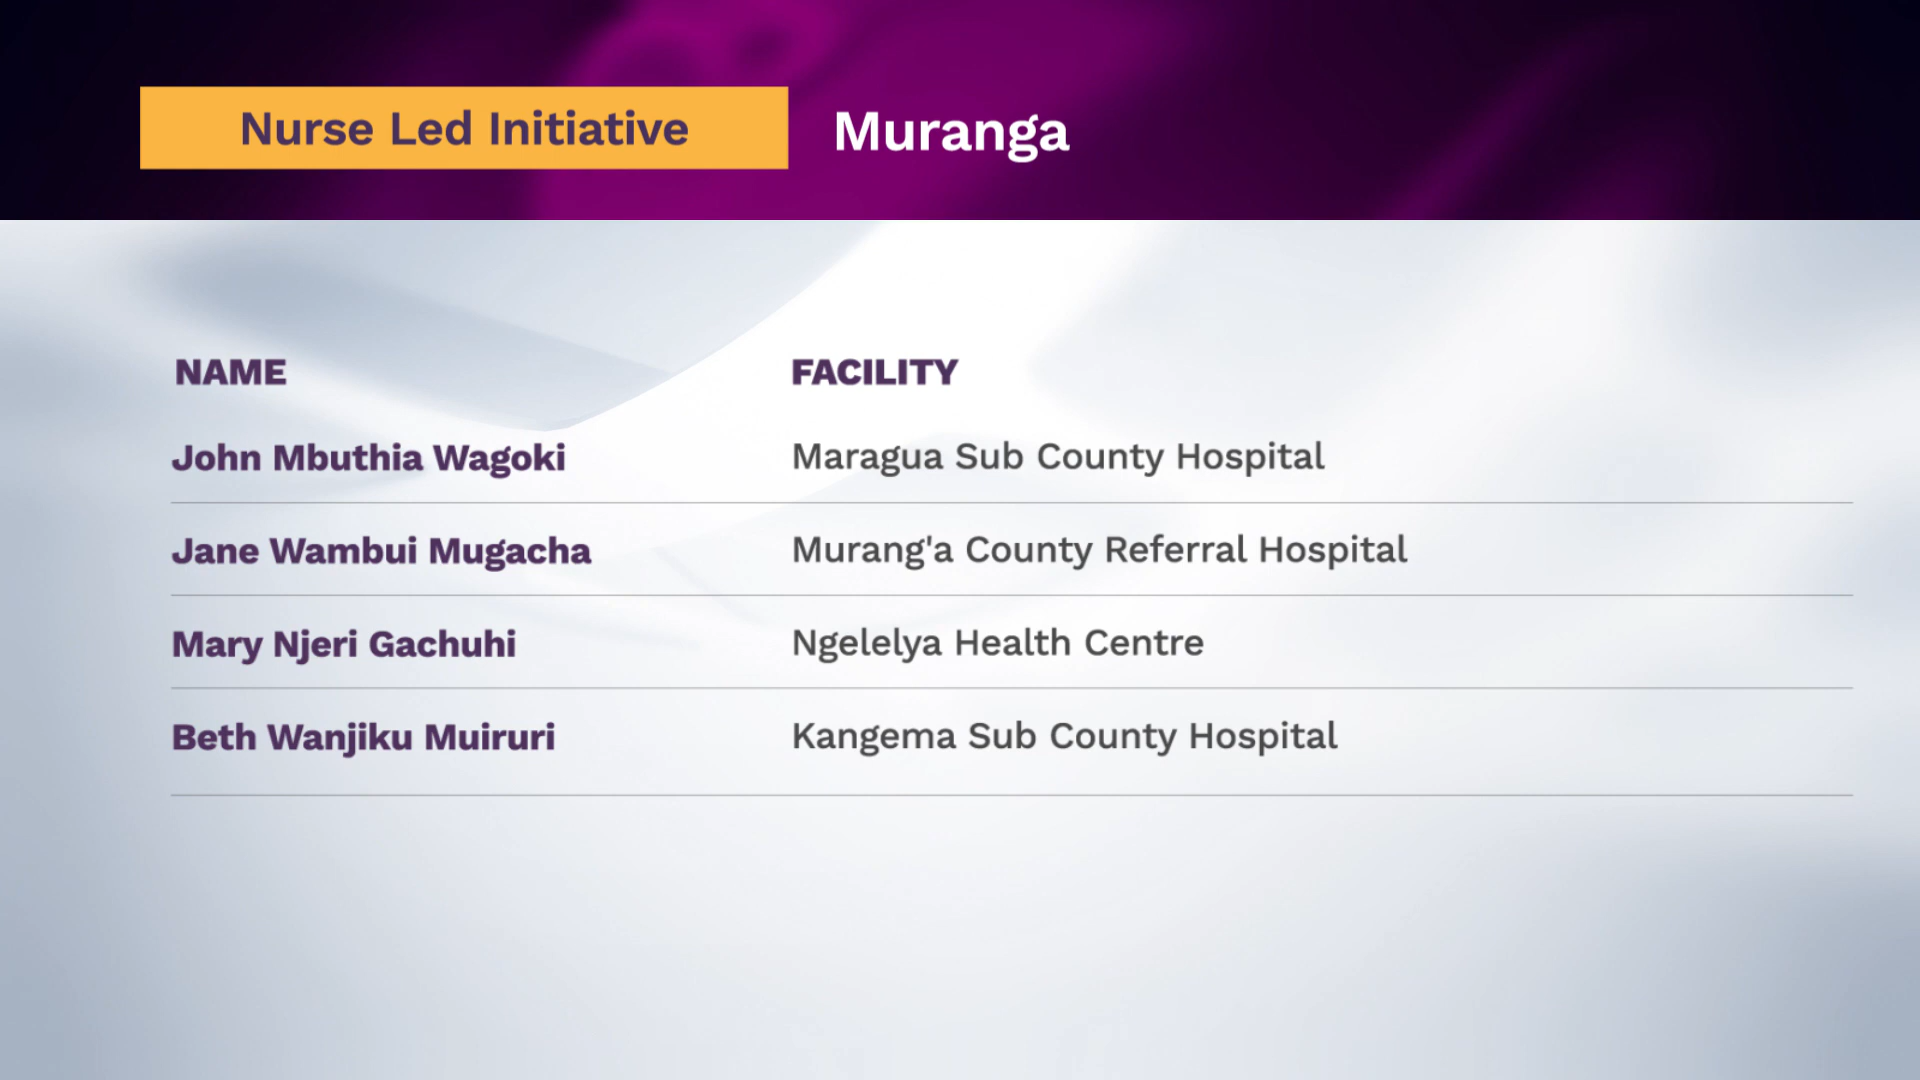 Nurse Led Initiative Muranga
NAME FACILITY
John Mbuthia Wagoki Maragua Sub County Hospital
Jane Wambui Mugacha Murang'a County Referral Hospital
Mary Njeri Gachuhi Ngelelya Health Centre
Beth Wanjiku Muiruri Kangema Sub County Hospital